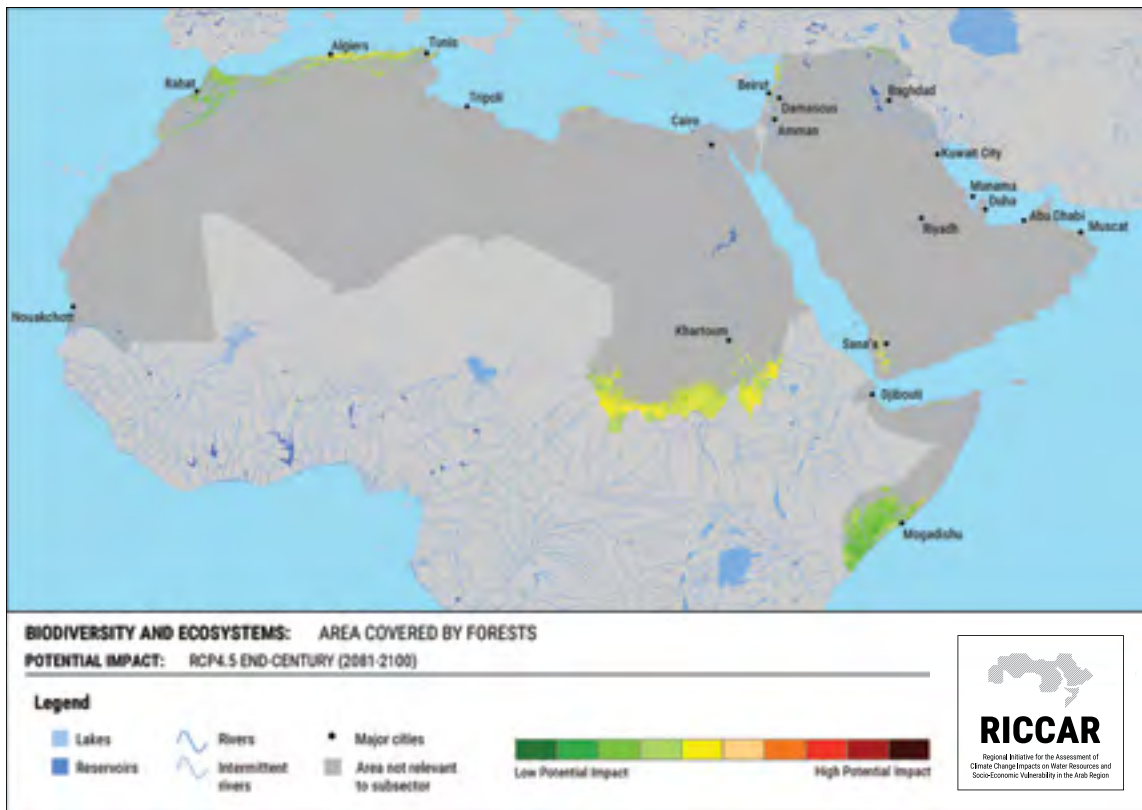 Algiers
Tunis
Rabat
Tripoli
Beirut
Damascus
Amman
Baghdad
Cairo
Kuwait City
Manama
Doha
Abu Dhabi
Muscat
Riyadh
Nouakchott
Khartoum
Sana'a
Djibouti
Mogadishu
BIODIVERSITY AND ECOSYSTEMS: AREA COVERED BY FORESTS
POTENTIAL IMPACT: RCP4.5 END-CENTURY (2081-2100)
Legend
Lakes
Rivers
Major cities
Reservoirs
Intermittent
rivers
Area not relevant
to subsector
Low Potential Impact
High Potential Impact
RICCAR
Regional Initiative for the Assessment of
Climate Change Impacts on Water Resources and
Socio-Economic Vulnerability in the Arab Region